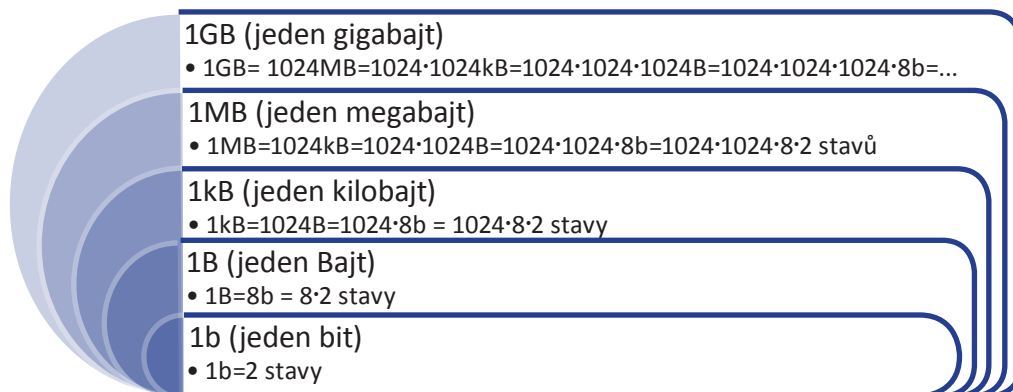 1GB (jeden gigabajt)
• 1GB= 1024MB=1024·1024kB=1024·1024·1024B=1024·1024·1024·8b=...
1MB (jeden megabajt)
• 1MB=1024kB=1024·1024B=1024·1024·8b=1024·1024·8·2 stavů
1kB (jeden kilobajt)
• 1kB=1024B=1024·8b = 1024·8·2 stavy
1B (jeden Bajt)
• 1B=8b = 8·2 stavy
1b (jeden bit)
• 1b=2 stavy